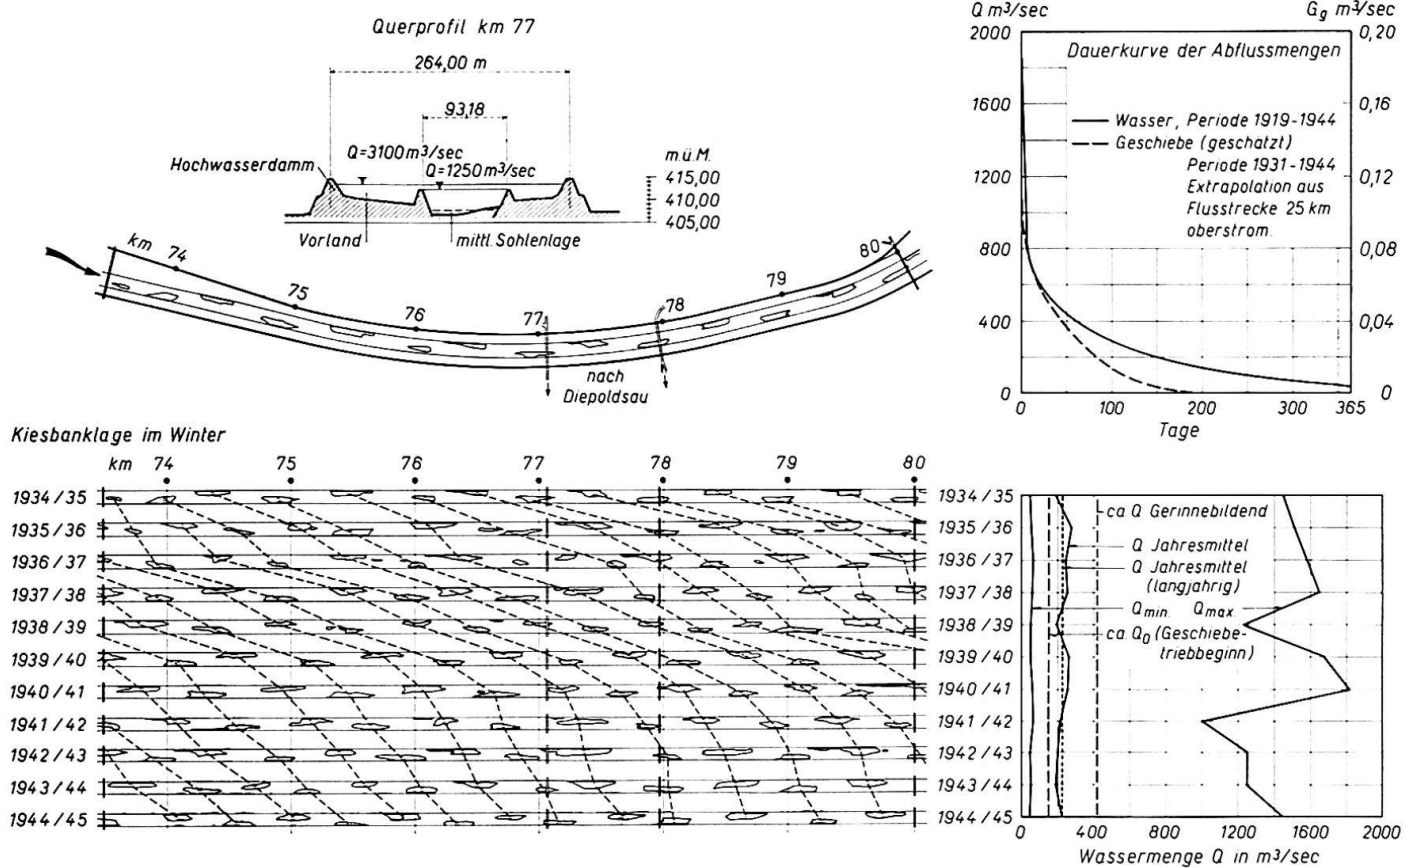 Querprofil km 77
264,00 m
93,18
Hochwasserdamm
Q=3100 m³/sec
Q=1250 m³/sec
m.ü.M.
415,00
410,00
405,00
Vorland
mittl. Sohlenlage
km
74
75
76
77
78
79
80
nach
Diepoldsau
Q m³/sec
Gg m³/sec
2000
1600
1200
800
400
0
0,20
0,16
0,12
0,08
0,04
0
Dauerkurve der Abflussmengen
Wasser, Periode 1919-1944
Geschiebe (geschätzt)
Periode 1931-1944
Extrapolation aus
Flusstrecke 25 km
oberstrom.
0 100 200 300 365
Tage
Kiesbanklage im Winter
km 74 75 76 77 78 79 80
1934/35 1934/35
1935/36 1935/36
1936/37 1936/37
1937/38 1937/38
1938/39 1938/39
1939/40 1939/40
1940/41 1940/41
1941/42 1941/42
1942/43 1942/43
1943/44 1943/44
1944/45 1944/45
ca Q Gerinnebildend
Q Jahresmittel
Q Jahresmittel
(langjahrig)
Qmin. Qmax.
ca Q0 (Geschiebe-
triebbeginn)
0 400 800 1200 1600 2000
Wassermenge Q in m³/sec